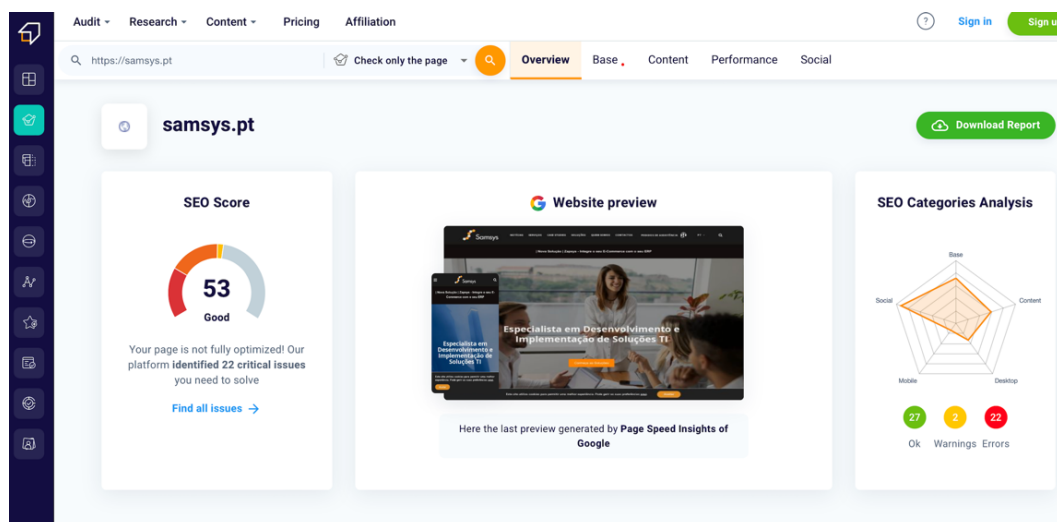 Audit
Research
Content
Pricing
Affiliation
?
Sign in
Sign u
https://samsys.pt
Check only the page
Overview
Base
Content
Performance
Social
samsys.pt
Download Report
SEO Score
53
Good
Your page is not fully optimized! Our
platform identified 22 critical issues
you need to solve
Find all issues →
Website preview
Samsys
Especialista em Desenvolvimento e
Implementação de Soluções TI
Samsys
Especialista em
Desenvolvimento e
Implementação de
Soluções TI
Here the last preview generated by Page Speed Insights of
Google
SEO Categories Analysis
Base
Social
Content
Mobile
Desktop
27
2
22
Ok
Warnings
Errors